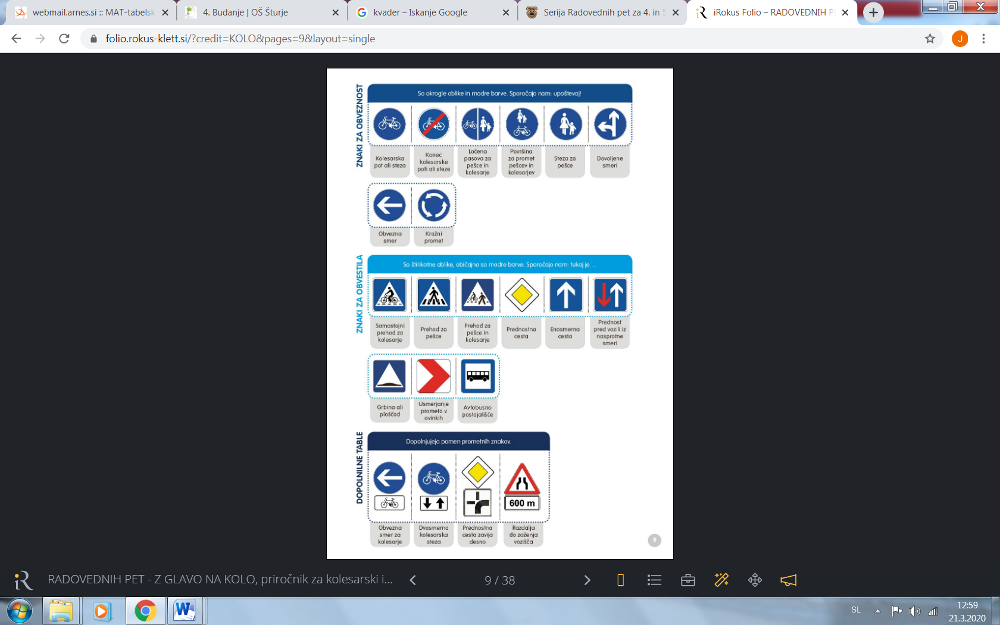 webmail.arnes.si :: MAT-tabelsk
4. Budanje | OŠ Šturje
kvader – Iskanje Google
Serija Radovednih pet za 4. in 5
iRokus Folio – RADOVEDNIH P
folio.rokus-klett.si/?credit=KOLO&pages=9&layout=single
J
ZNAKI ZA OBVEZNOST
So okrogle oblike in modre barve. Sporočajo nam: upoštevaj!
Kolesarska
pot ali steza
Konec
kolesarske
poti ali steze
Ločena
pasova za
pešce in
kolesarje
Površina
za promet
pešcev in
kolesarjev
Steza za
pešce
Dovoljene
smeri
Obvezna
smer
Krožni
promet
ZNAKI ZA OBVESTILA
So štirikotne oblike, običajno so modre barve. Sporočajo nam: tukaj je ...
Samostojni
prehod za
kolesarje
Prehod za
pešce
Prehod za
pešce in
kolesarje
Prednostna
cesta
Enosmerna
cesta
Prednost
pred vozili iz
nasprotne
smeri
Grbina ali
ploščad
Usmerjanje
prometa v
ovinkih
Avtobusno
postajališče
DOPOLNILNE TABLE
Dopolnjujejo pomen prometnih znakov.
600 m
Obvezna
smer za
kolesarje
Dvosmerna
kolesarska
steza
Prednostna
cesta zavija
desno
Razdalja
do zoženja
vozišča
9
iR
RADOVEDNIH PET - Z GLAVO NA KOLO, priročnik za kolesarski i...
9 / 38
SL
12:59
21.3.2020